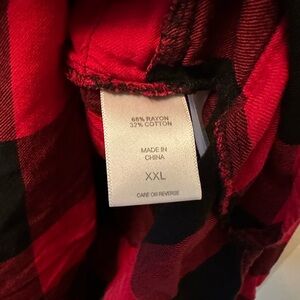 68% RAYON
32% COTTON
MADE IN
CHINA
XXL
CARE ON REVERSE